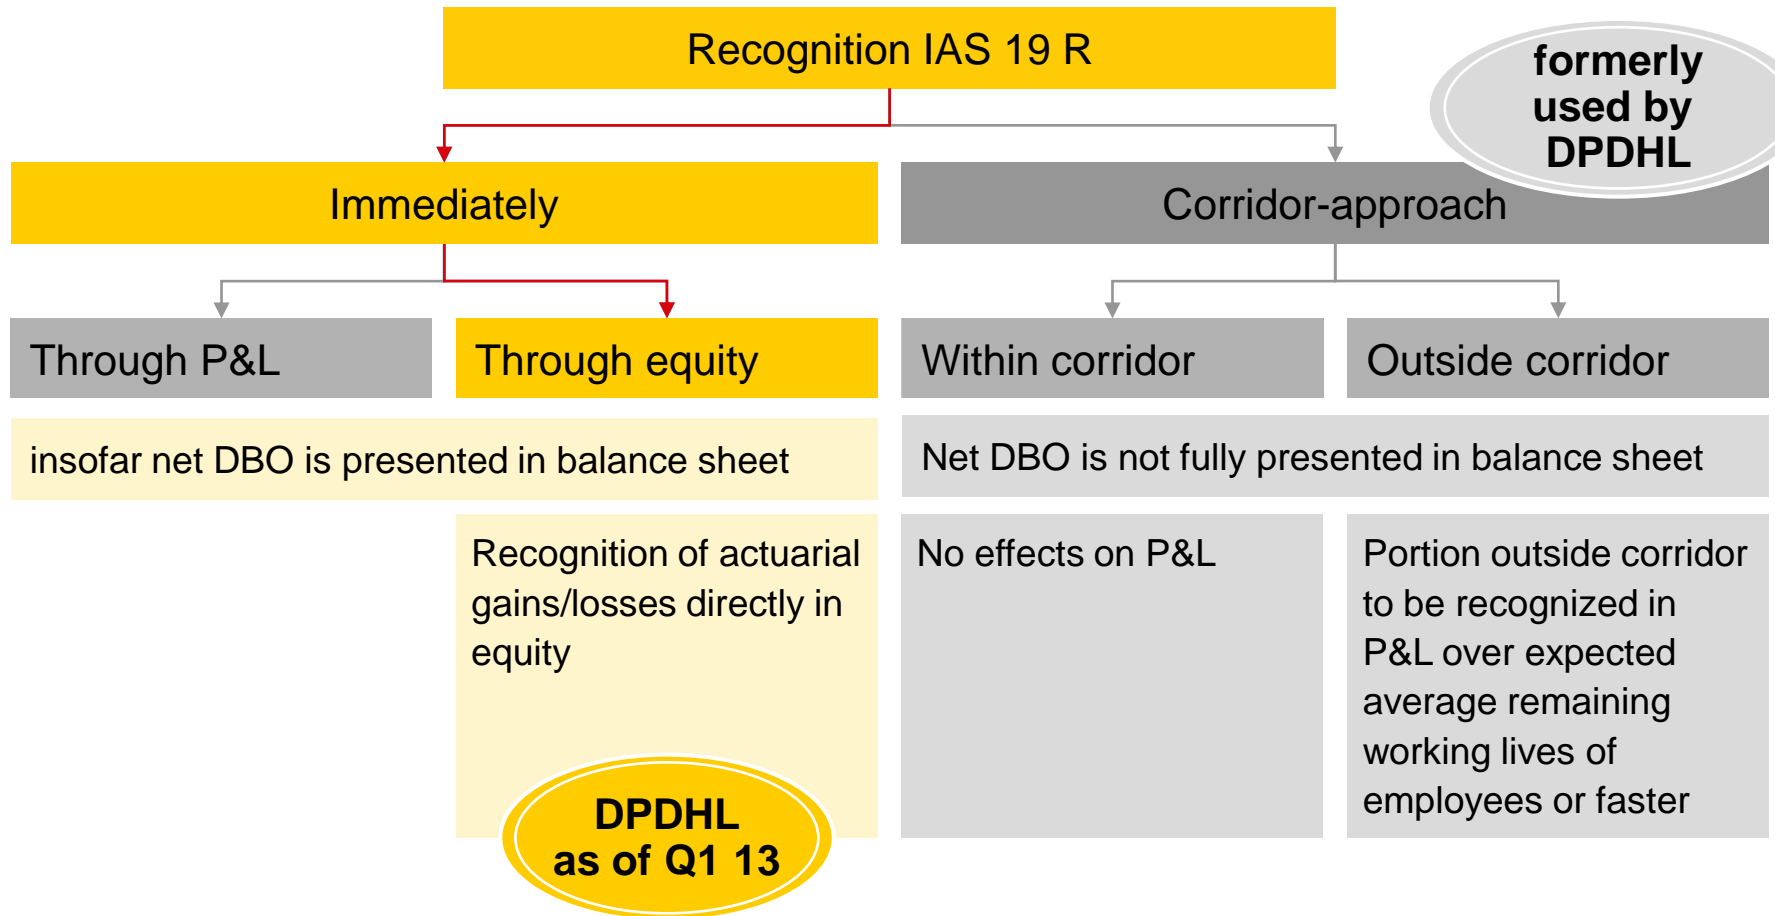 Recognition IAS 19 R
formerly
used by
DPDHL
Immediately
Corridor-approach
Through P&L
Through equity
Within corridor
Outside corridor
insofar net DBO is presented in balance sheet
Net DBO is not fully presented in balance sheet
Recognition of actuarial
gains/losses directly in
equity
No effects on P&L
Portion outside corridor
to be recognized in
P&L over expected
average remaining
working lives of
employees or faster
DPDHL
as of Q1 13